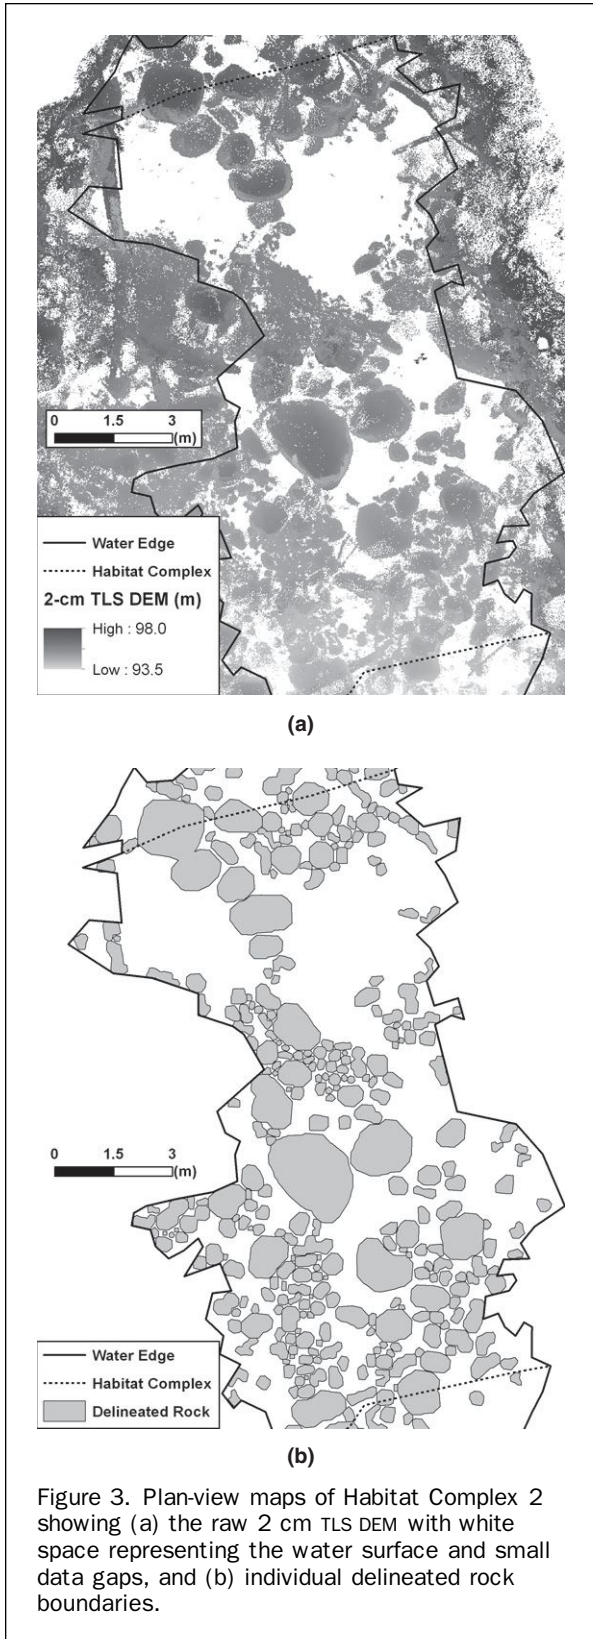 0 1.5 3
(m)
Water Edge
Habitat Complex
2-cm TLS DEM (m)
High : 98.0
Low : 93.5
(a)
0 1.5 3
(m)
Water Edge
Habitat Complex
Delineated Rock
(b)
Figure 3. Plan-view maps of Habitat Complex 2
showing (a) the raw 2 cm TLS DEM with white
space representing the water surface and small
data gaps, and (b) individual delineated rock
boundaries.